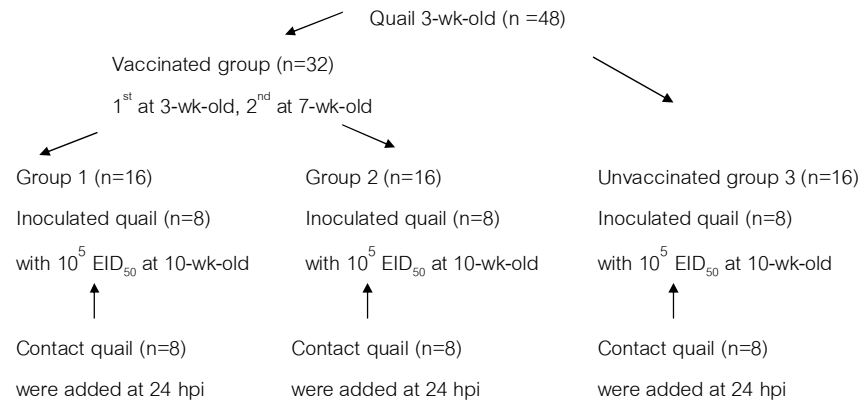 Quail 3-wk-old (n =48)
Vaccinated group (n=32)
1st at 3-wk-old, 2nd at 7-wk-old
Group 1 (n=16)
Inoculated quail (n=8)
with 10^5 EID_50 at 10-wk-old
Contact quail (n=8)
were added at 24 hpi
Group 2 (n=16)
Inoculated quail (n=8)
with 10^5 EID_50 at 10-wk-old
Contact quail (n=8)
were added at 24 hpi
Unvaccinated group 3 (n=16)
Inoculated quail (n=8)
with 10^5 EID_50 at 10-wk-old
Contact quail (n=8)
were added at 24 hpi